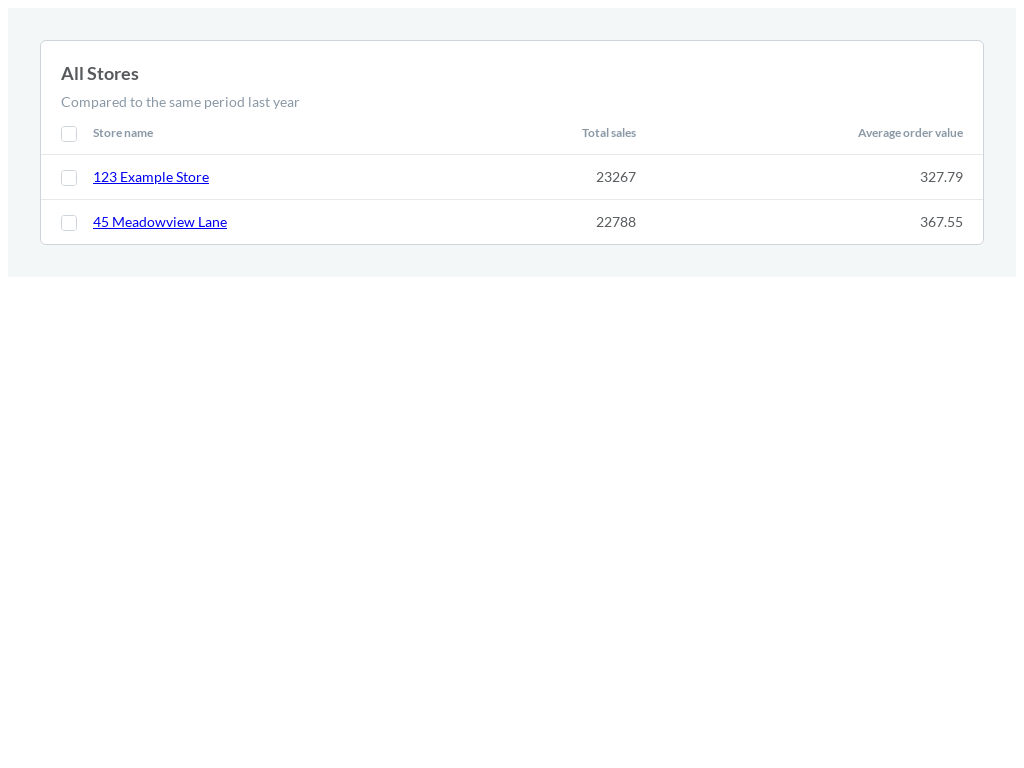 All Stores
Compared to the same period last year
Store name Total sales Average order value
123 Example Store 23267 327.79
45 Meadowview Lane 22788 367.55